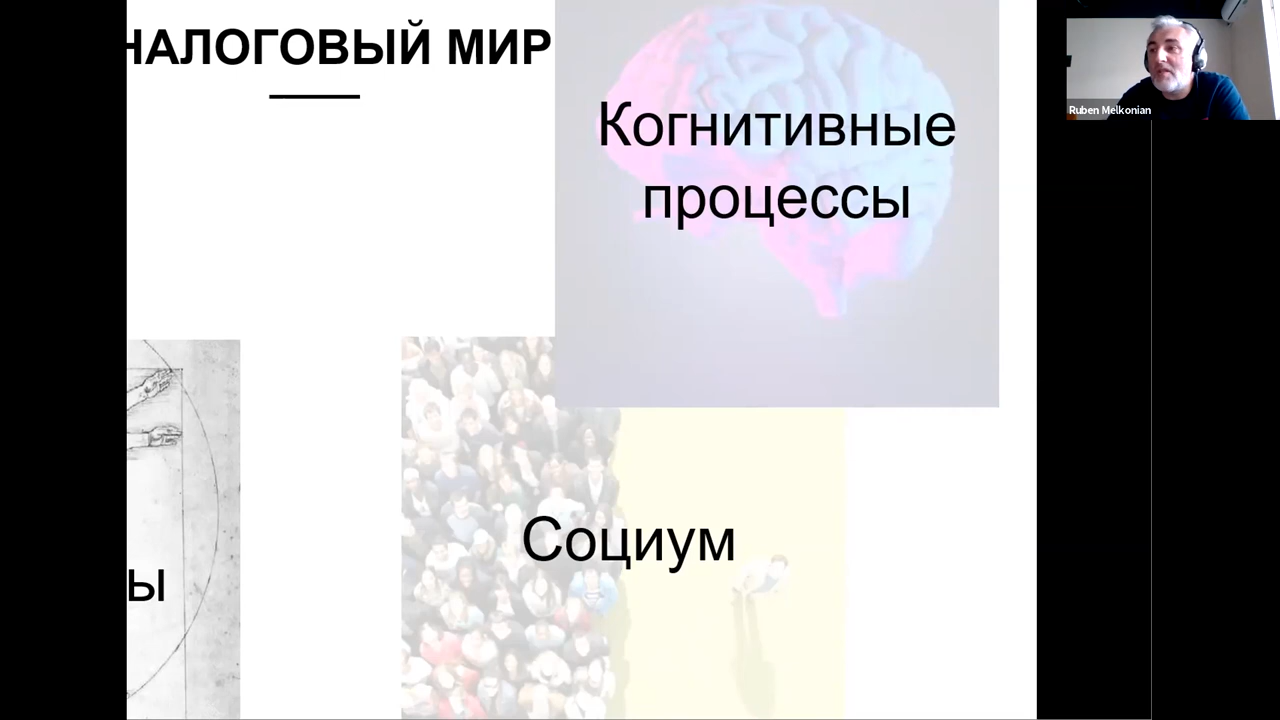 НАЛОГОВЫЙ МИР
Когнитивные
процессы
Социум
ы
Ruben Melkonian